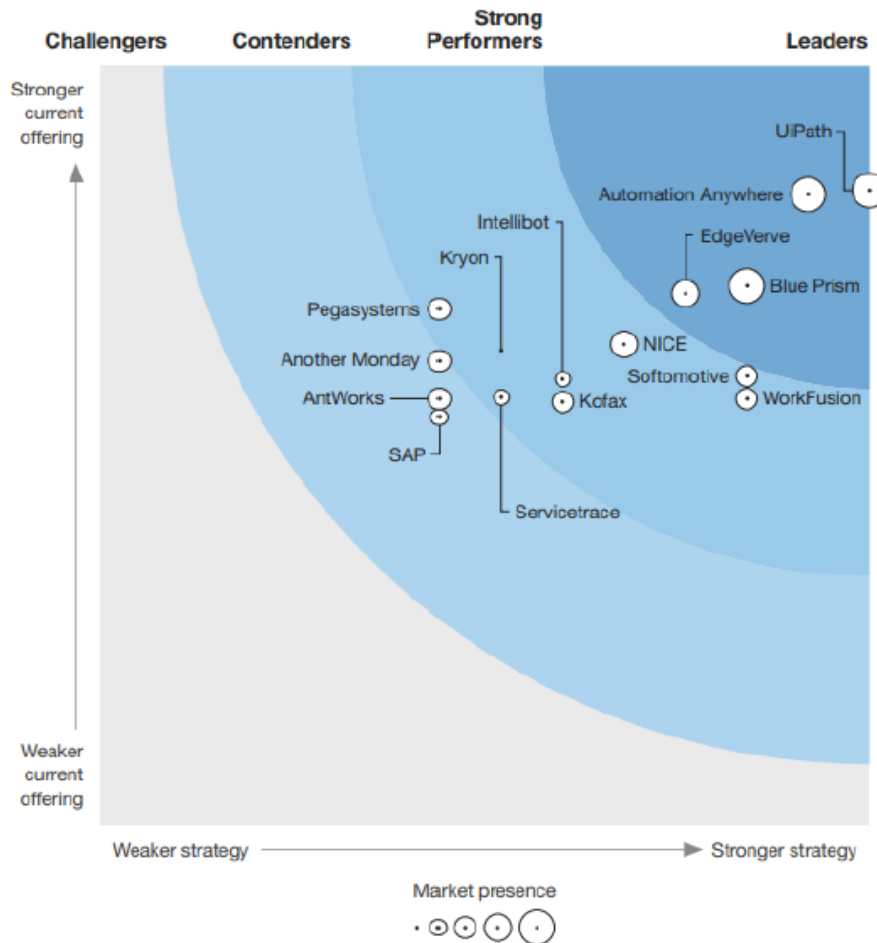 Challengers
Contenders
Strong
Performers
Leaders
Stronger
current
offering
UiPath
Automation Anywhere
Intellibot
EdgeVerve
Kryon
Blue Prism
Pegasystems
NICE
Another Monday
Softomotive
AntWorks
Kofax
WorkFusion
SAP
Servicetrace
Weaker
current
offering
Weaker strategy
Stronger strategy
Market presence